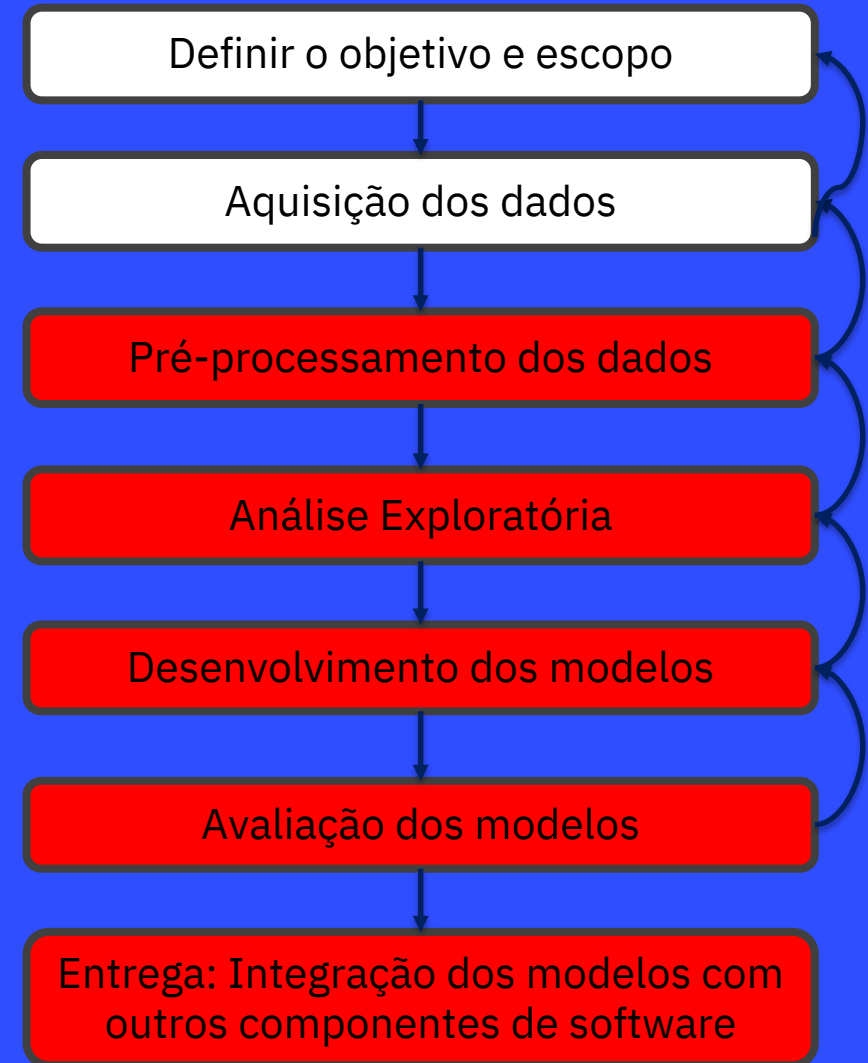 Definir o objetivo e escopo
Aquisição dos dados
Pré-processamento dos dados
Análise Exploratória
Desenvolvimento dos modelos
Avaliação dos modelos
Entrega: Integração dos modelos com
outros componentes de software